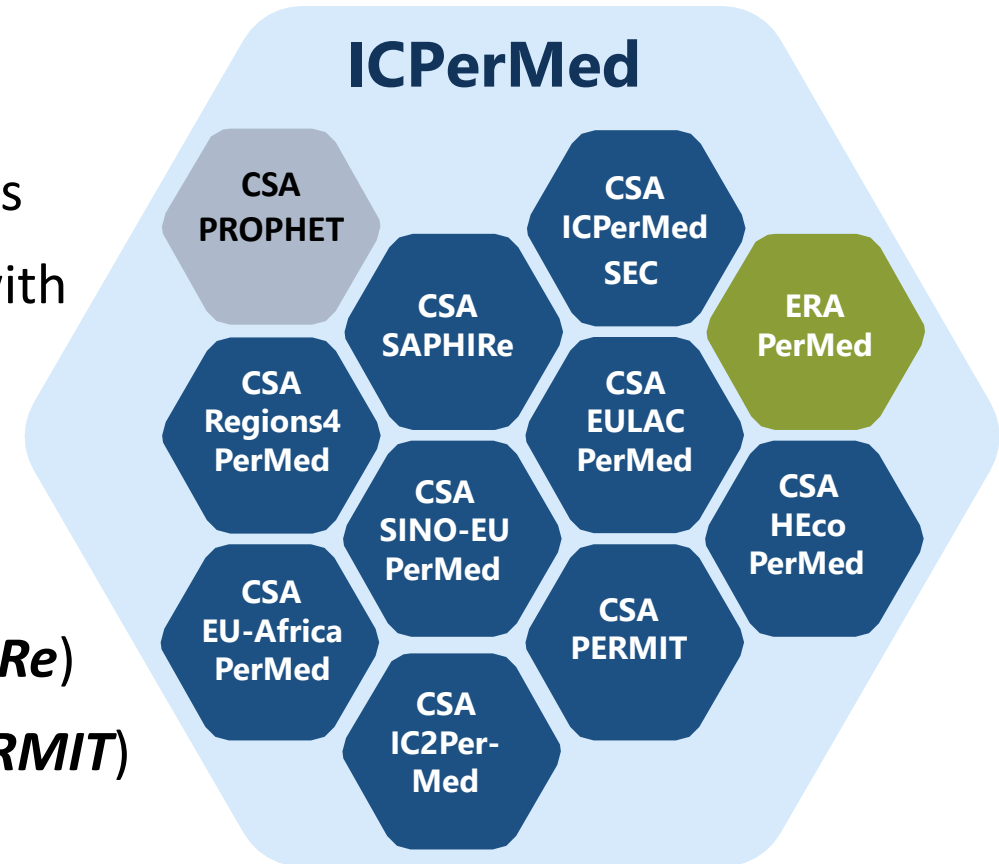 ICPerMed
s
with
Re)
RMIT)
CSA
PROPHET
CSA
ICPerMed
SEC
CSA
SAPHIRe
ERA
PerMed
CSA
Regions4
PerMed
CSA
EULAC
PerMed
CSA
SINO-EU
PerMed
CSA
HEco
PerMed
CSA
EU-Africa
PerMed
CSA
PERMIT
CSA
IC2Per-
Med